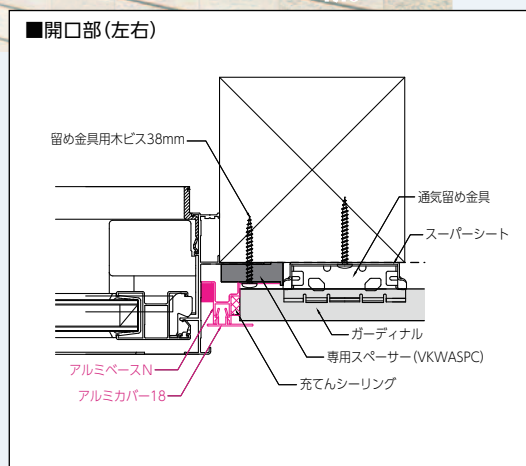 ■開口部(左右)
留め金具用木ビス38mm
通気留め金具
スーパーシート
ガーディナル
専用スペーサー(VKWASPC)
アルミベースN
充てんシーリング
アルミカバー18